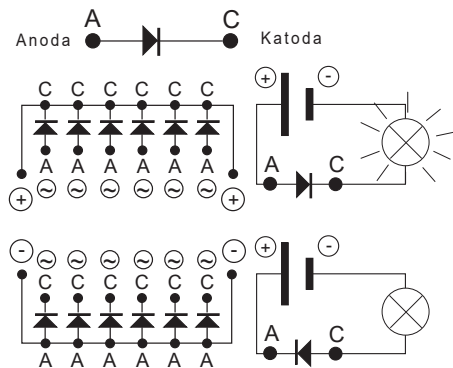 A C
Anoda Katoda
C C C C C C
A A A A A A
+ ~ ~ ~ ~ ~ ~ +
+ -
A C
- ~ ~ ~ ~ ~ ~ -
C C C C C C
A A A A A A
+ -
A C